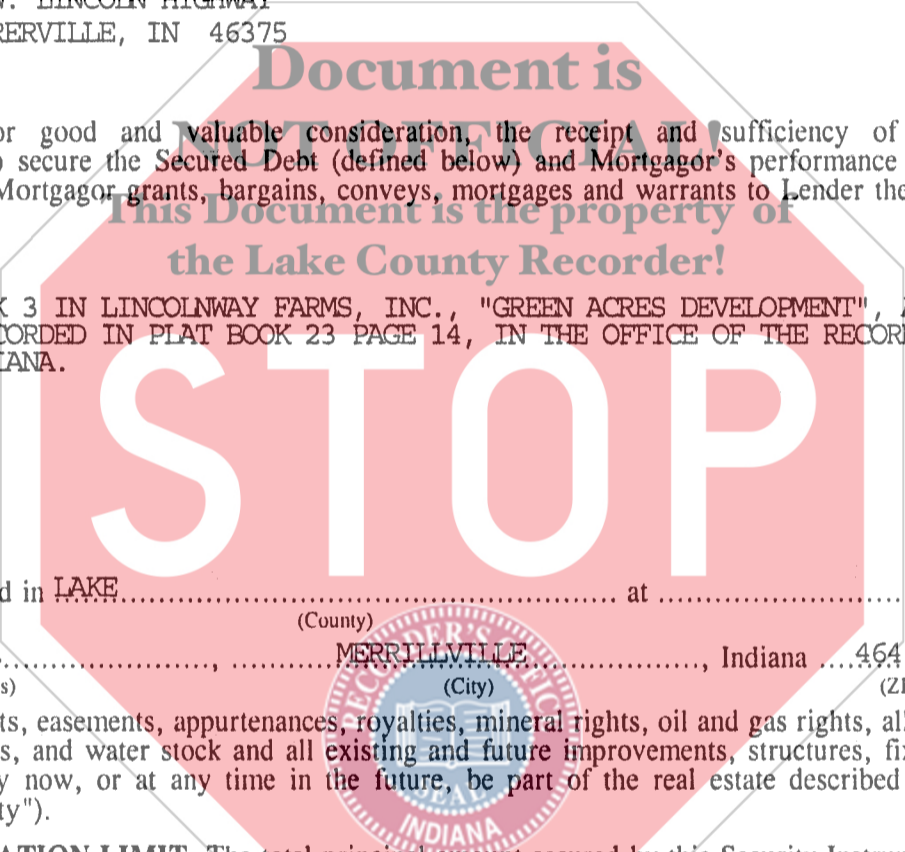 LINCOLN HIGHWAY
RERVILLE, IN 46375
Document is
NOT OFFICIAL!
or good and valuable consideration, the receipt and sufficiency of
secure the Secured Debt (defined below) and Mortgagor's performance
Mortgagor grants, bargains, conveys, mortgages and warrants to Lender the
This Document is the property of
the Lake County Recorder!
K 3 IN LINCOLNWAY FARMS, INC., "GREEN ACRES DEVELOPMENT",
CORDED IN PLAT BOOK 23 PAGE 14, IN THE OFFICE OF THE RECOR
IANA.
STOP
d in LAKE at
(County)
MERRILLVILLE, Indiana 464
s) (City) (ZI
ts, easements, appurtenances, royalties, mineral rights, oil and gas rights, all
s, and water stock and all existing and future improvements, structures, fix
y now, or at any time in the future, be part of the real estate described
ty").
RECORDER'S OFFICE
SEAL
INDIANA
ATION LIMIT. The total principal amount secured by this Security Instrum